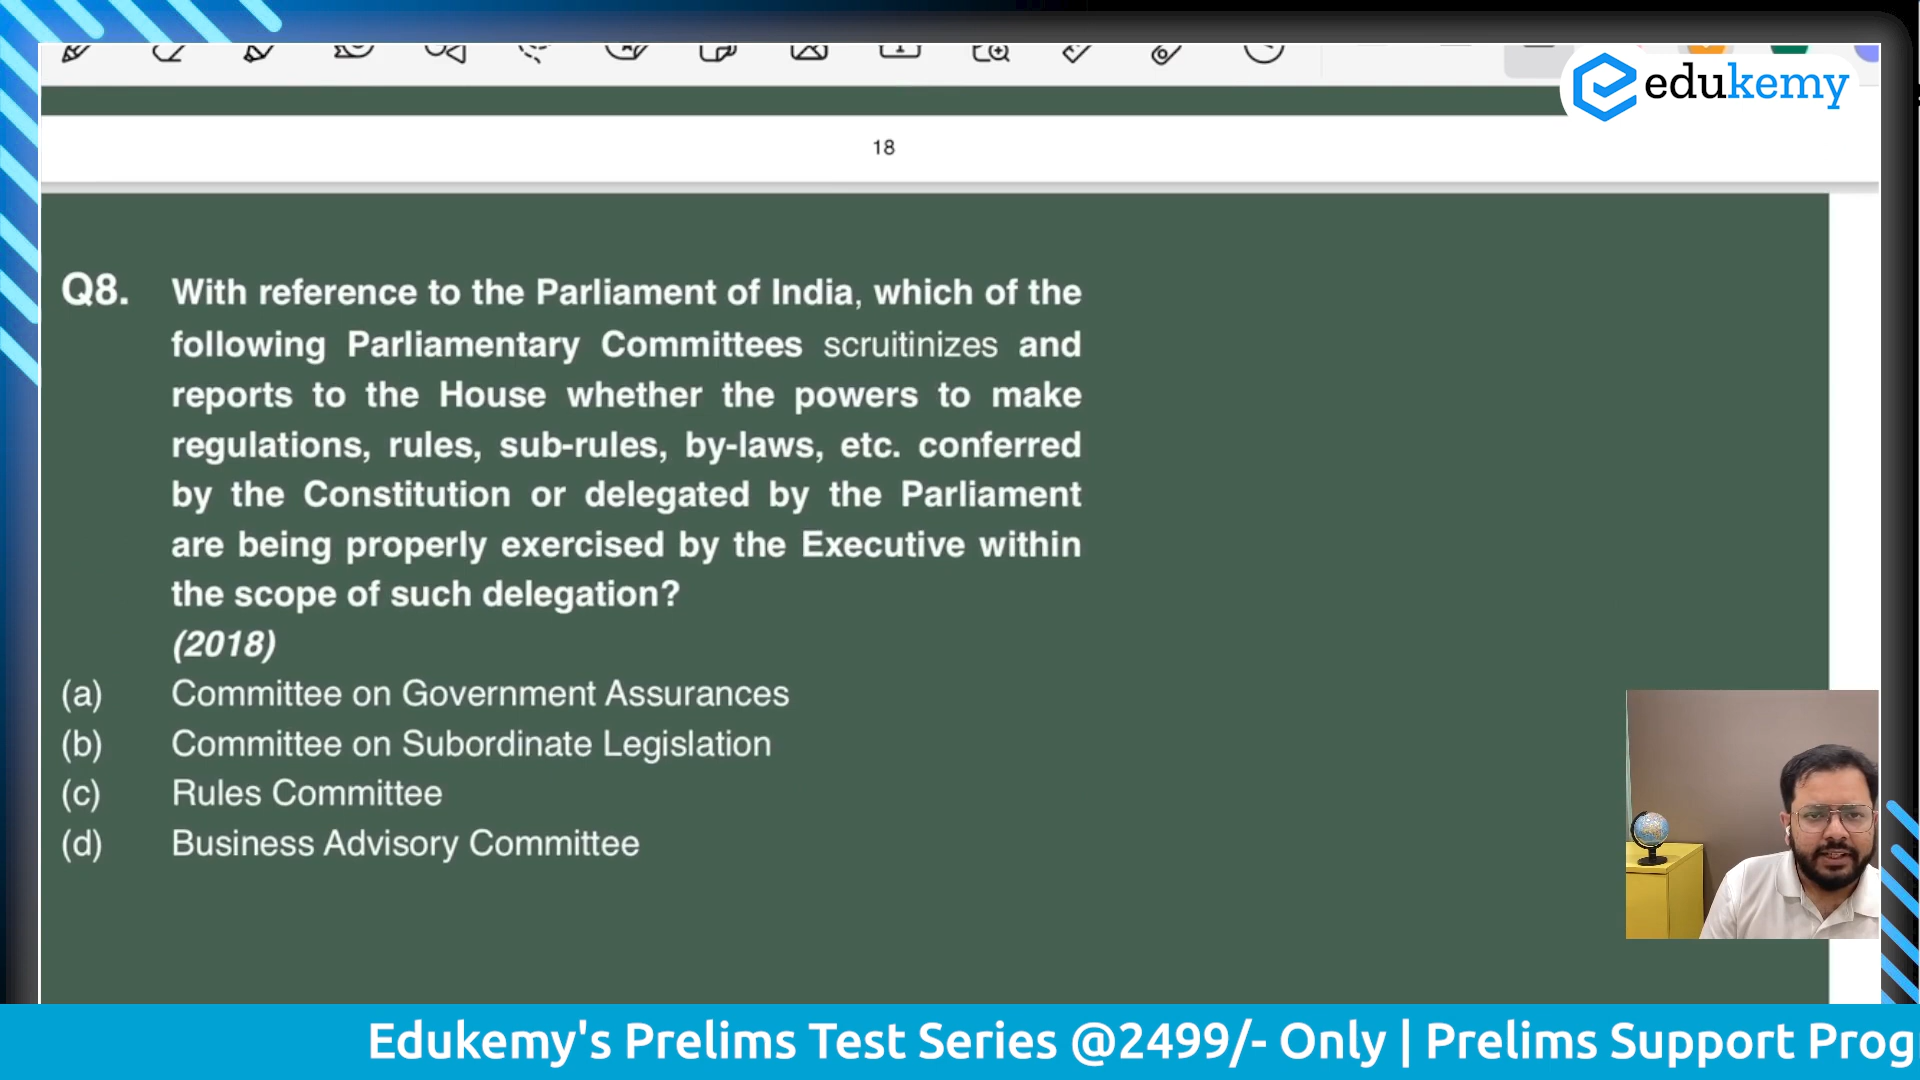 edukemy
18
Q8. With reference to the Parliament of India, which of the
following Parliamentary Committees scruitinizes and
reports to the House whether the powers to make
regulations, rules, sub-rules, by-laws, etc. conferred
by the Constitution or delegated by the Parliament
are being properly exercised by the Executive within
the scope of such delegation?
(2018)
(a) Committee on Government Assurances
(b) Committee on Subordinate Legislation
(c) Rules Committee
(d) Business Advisory Committee
Edukemy's Prelims Test Series @2499/- Only | Prelims Support Prog